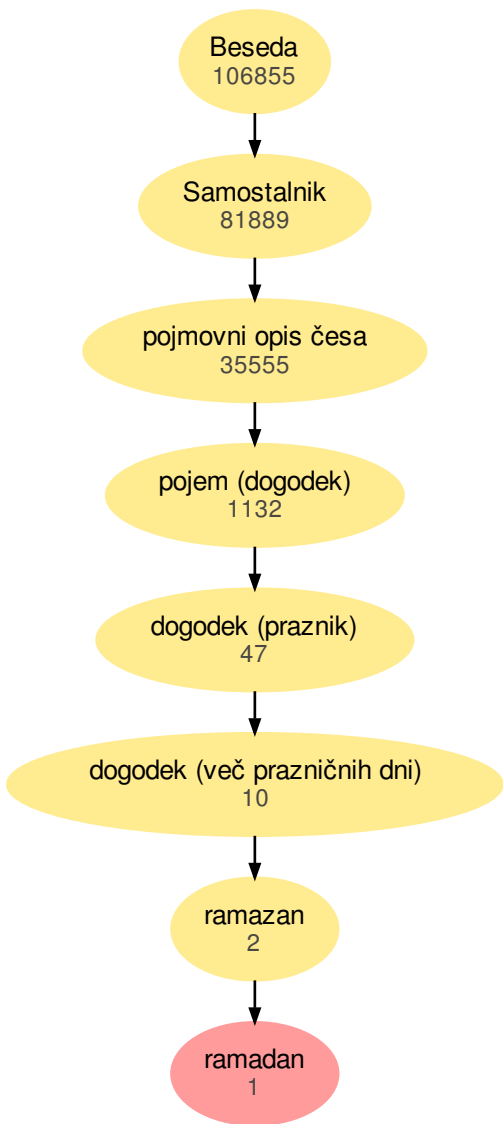 Beseda
106855
Samostalnik
81889
pojmovni opis česa
35555
pojem (dogodek)
1132
dogodek (praznik)
47
dogodek (več prazničnih dni)
10
ramazan
2
ramadan
1